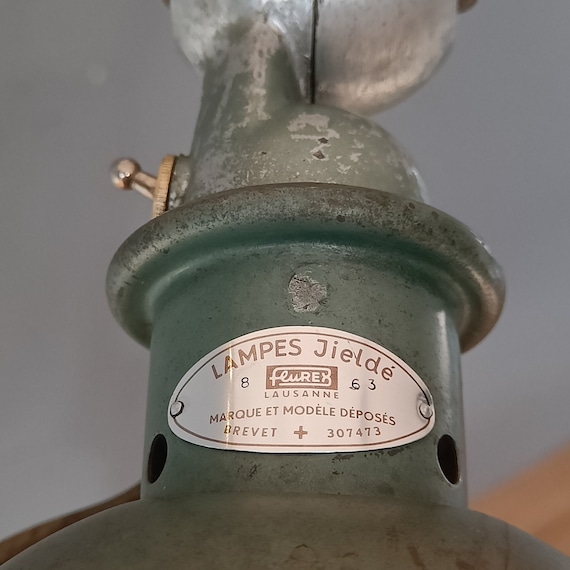 LAMPES Jieldé
8 FLUREX 63
LAUSANNE
MARQUE ET MODÈLE DÉPOSÉS
BREVET + 307473